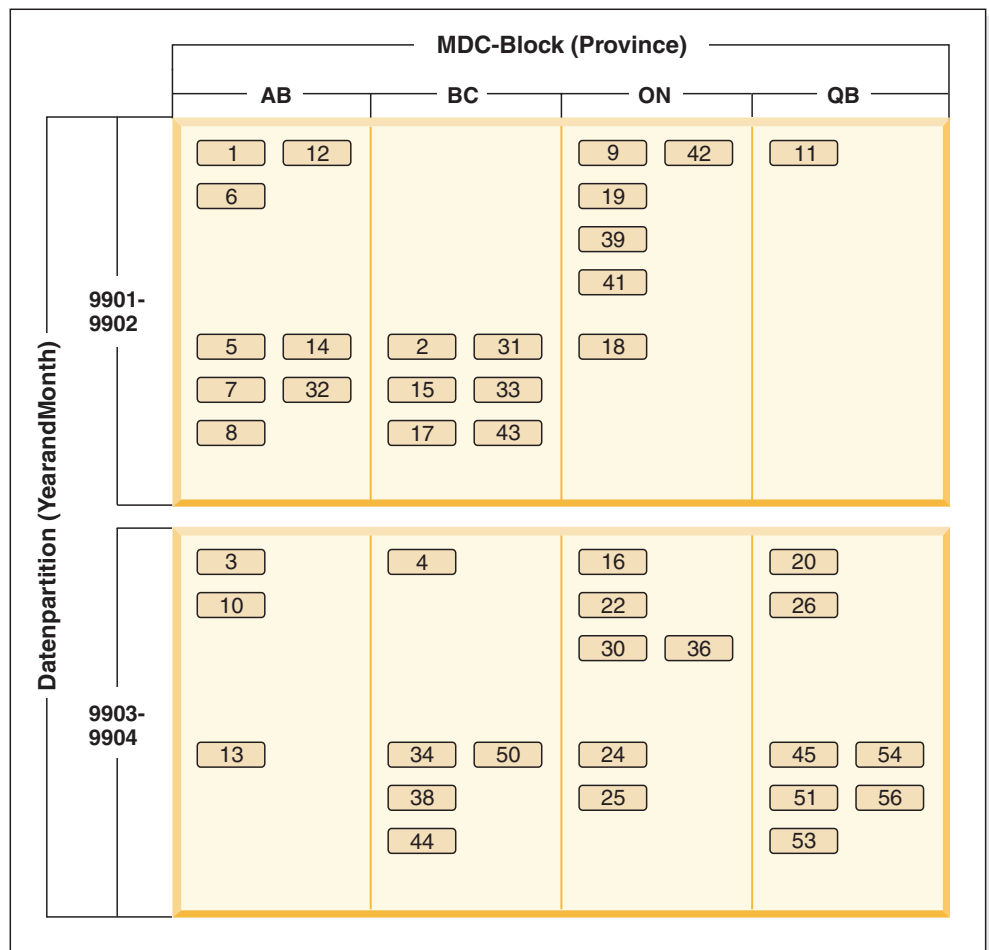 MDC-Block (Province)
AB BC ON QB
Datenpartition (YearandMonth)
9901-
9902
1 12 9 42 11
6 19
39
41
5 14 2 31 18
7 32 15 33
8 17 43
9903-
9904
3 4 16 20
10 22 26
30 36
13 34 50 24 45 54
38 25 51 56
44 53